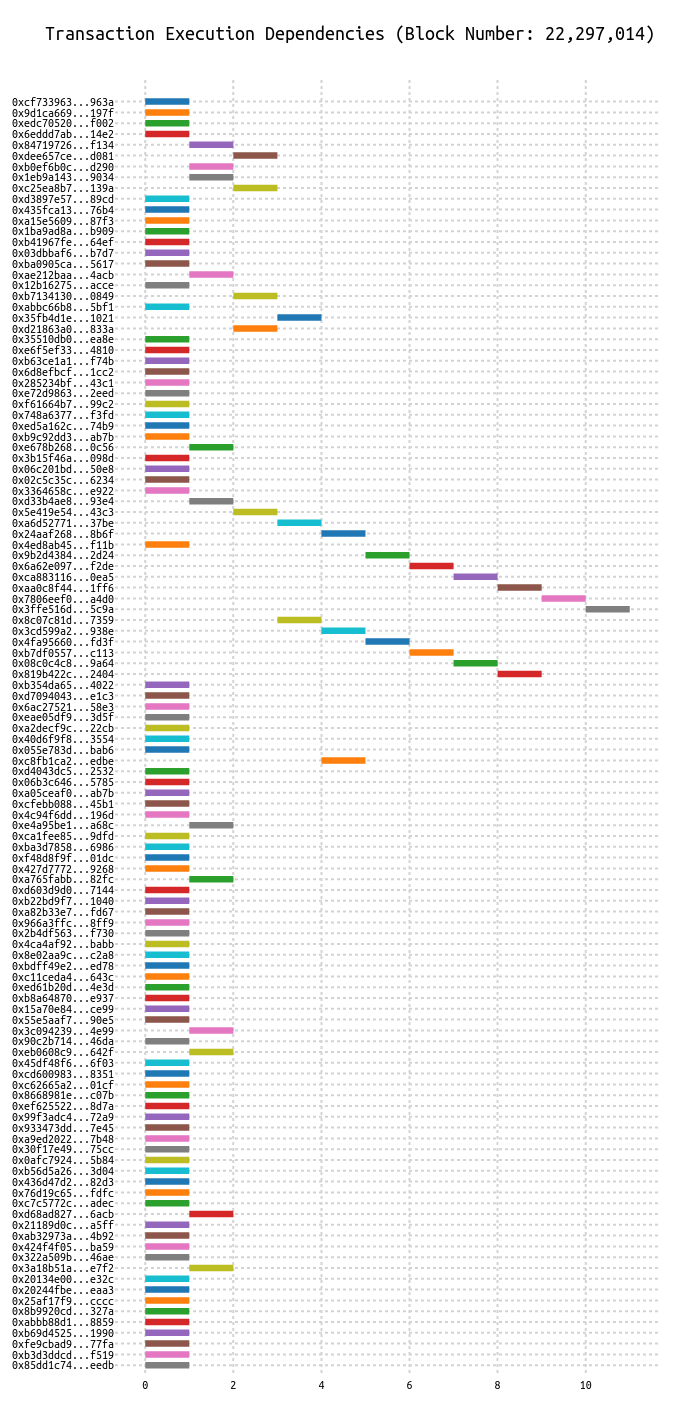 Transaction Execution Dependencies (Block Number: 22,297,014)
0xcf733963...963a
0x9d1ca669...197f
0xedc70520...f002
0x6eddd7ab...14e2
0x84719726...f134
0xdee657ce...d081
0xb0ef6b0c...d290
0x1eb9a143...9034
0xc25ea8b7...139a
0xd3897e57...89cd
0x435fca13...76b4
0xa15e5609...87f3
0x1ba9ad8a...b909
0xb41967fe...64ef
0x03dbbaf6...b7d7
0xba0905ca...5617
0xae212baa...4acb
0x12b16275...acce
0xb7134130...0849
0xabbc66b8...5bf1
0x35fb4d1e...1021
0xd21863a0...833a
0x35510db0...ea8e
0xe6f5ef33...4810
0xb63ce1a1...f74b
0x6d8efbcf...1cc2
0x285234bf...43c1
0xe72d9863...2eed
0xf61664b7...99c2
0x748a6377...f3fd
0xed5a162c...74b9
0xb9c92dd3...ab7b
0xe678b268...0c56
0x3b15f46a...098d
0x06c201bd...50e8
0x02c5c35c...6234
0x3364658c...e922
0xd33b4ae8...93e4
0x5e419e54...43c3
0xa6d52771...37be
0x24aaf268...8b6f
0x4ed8ab45...f11b
0x9b2d4384...2d24
0x6a62e097...f2de
0xca883116...0ea5
0xaa0c8f44...1ff6
0x7806eef0...a4d0
0x3ffe516d...5c9a
0x8c07c81d...7359
0x3cd599a2...938e
0x4fa95660...fd3f
0xb7df0557...c113
0x08c0c4c8...9a64
0x819b422c...2404
0xb354da65...4022
0xd7094043...e1c3
0x6ac27521...58e3
0xeae05df9...3d5f
0xa2decf9c...22cb
0x40d6f9f8...3554
0x055e783d...bab6
0xc8fb1ca2...edbe
0xd4043dc5...2532
0x06b3c646...5785
0xa05ceaf0...ab7b
0xcfebb088...45b1
0x4c94f6dd...196d
0xe4a95be1...a68c
0xca1fee85...9dfd
0xba3d7858...6986
0xf48d8f9f...01dc
0x427d7772...9268
0xa765fabb...82fc
0xd603d9d0...7144
0xb22bd9f7...1040
0xa82b33e7...fd67
0x966a3ffc...8ff9
0x2b4df563...f730
0x4ca4af92...babb
0x8e02aa9c...c2a8
0xbdff49e2...ed78
0xc11ceda4...643c
0xed61b20d...4e3d
0xb8a64870...e937
0x15a70e84...ce99
0x55e5aaf7...90e5
0x3c094239...4e99
0x90c2b714...46da
0xeb0608c9...642f
0x45df48f6...6f03
0xcd600983...8351
0xc62665a2...01cf
0x8668981e...c07b
0xef625522...8d7a
0x99f3adc4...72a9
0x933473dd...7e45
0xa9ed2022...7b48
0x30f17e49...75cc
0x0afc7924...5b84
0xb56d5a26...3d04
0x436d47d2...82d3
0x76d19c65...fdfc
0xc7c5772c...adec
0xd68ad827...6acb
0x21189d0c...a5ff
0xab32973a...4b92
0x424f4f05...ba59
0x322a509b...46ae
0x3a18b51a...e7f2
0x20134e00...e32c
0x20244fbe...eaa3
0x25af17f9...cccc
0x8b9920cd...327a
0xabbb88d1...8859
0xb69d4525...1990
0xfe9cbad9...77fa
0xb3d3ddcd...f519
0x85dd1c74...eedb
0 2 4 6 8 10